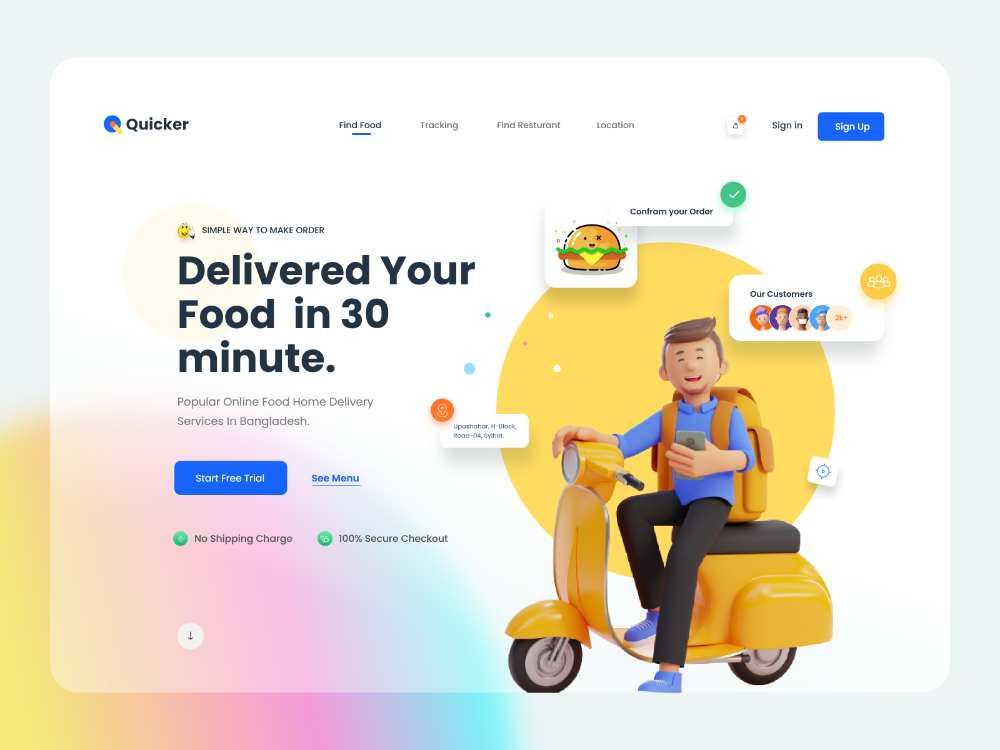 Quicker
Find Food
Tracking
Find Resturant
Location
Sign in
Sign Up
SIMPLE WAY TO MAKE ORDER
Delivered Your
Food in 30
minute.
Popular Online Food Home Delivery
Services In Bangladesh.
Start Free Trial
See Menu
No Shipping Charge
100% Secure Checkout
Confram your Order
Our Customers
2k+
Upashahar, H-Block,
Road-04, Sylhet.